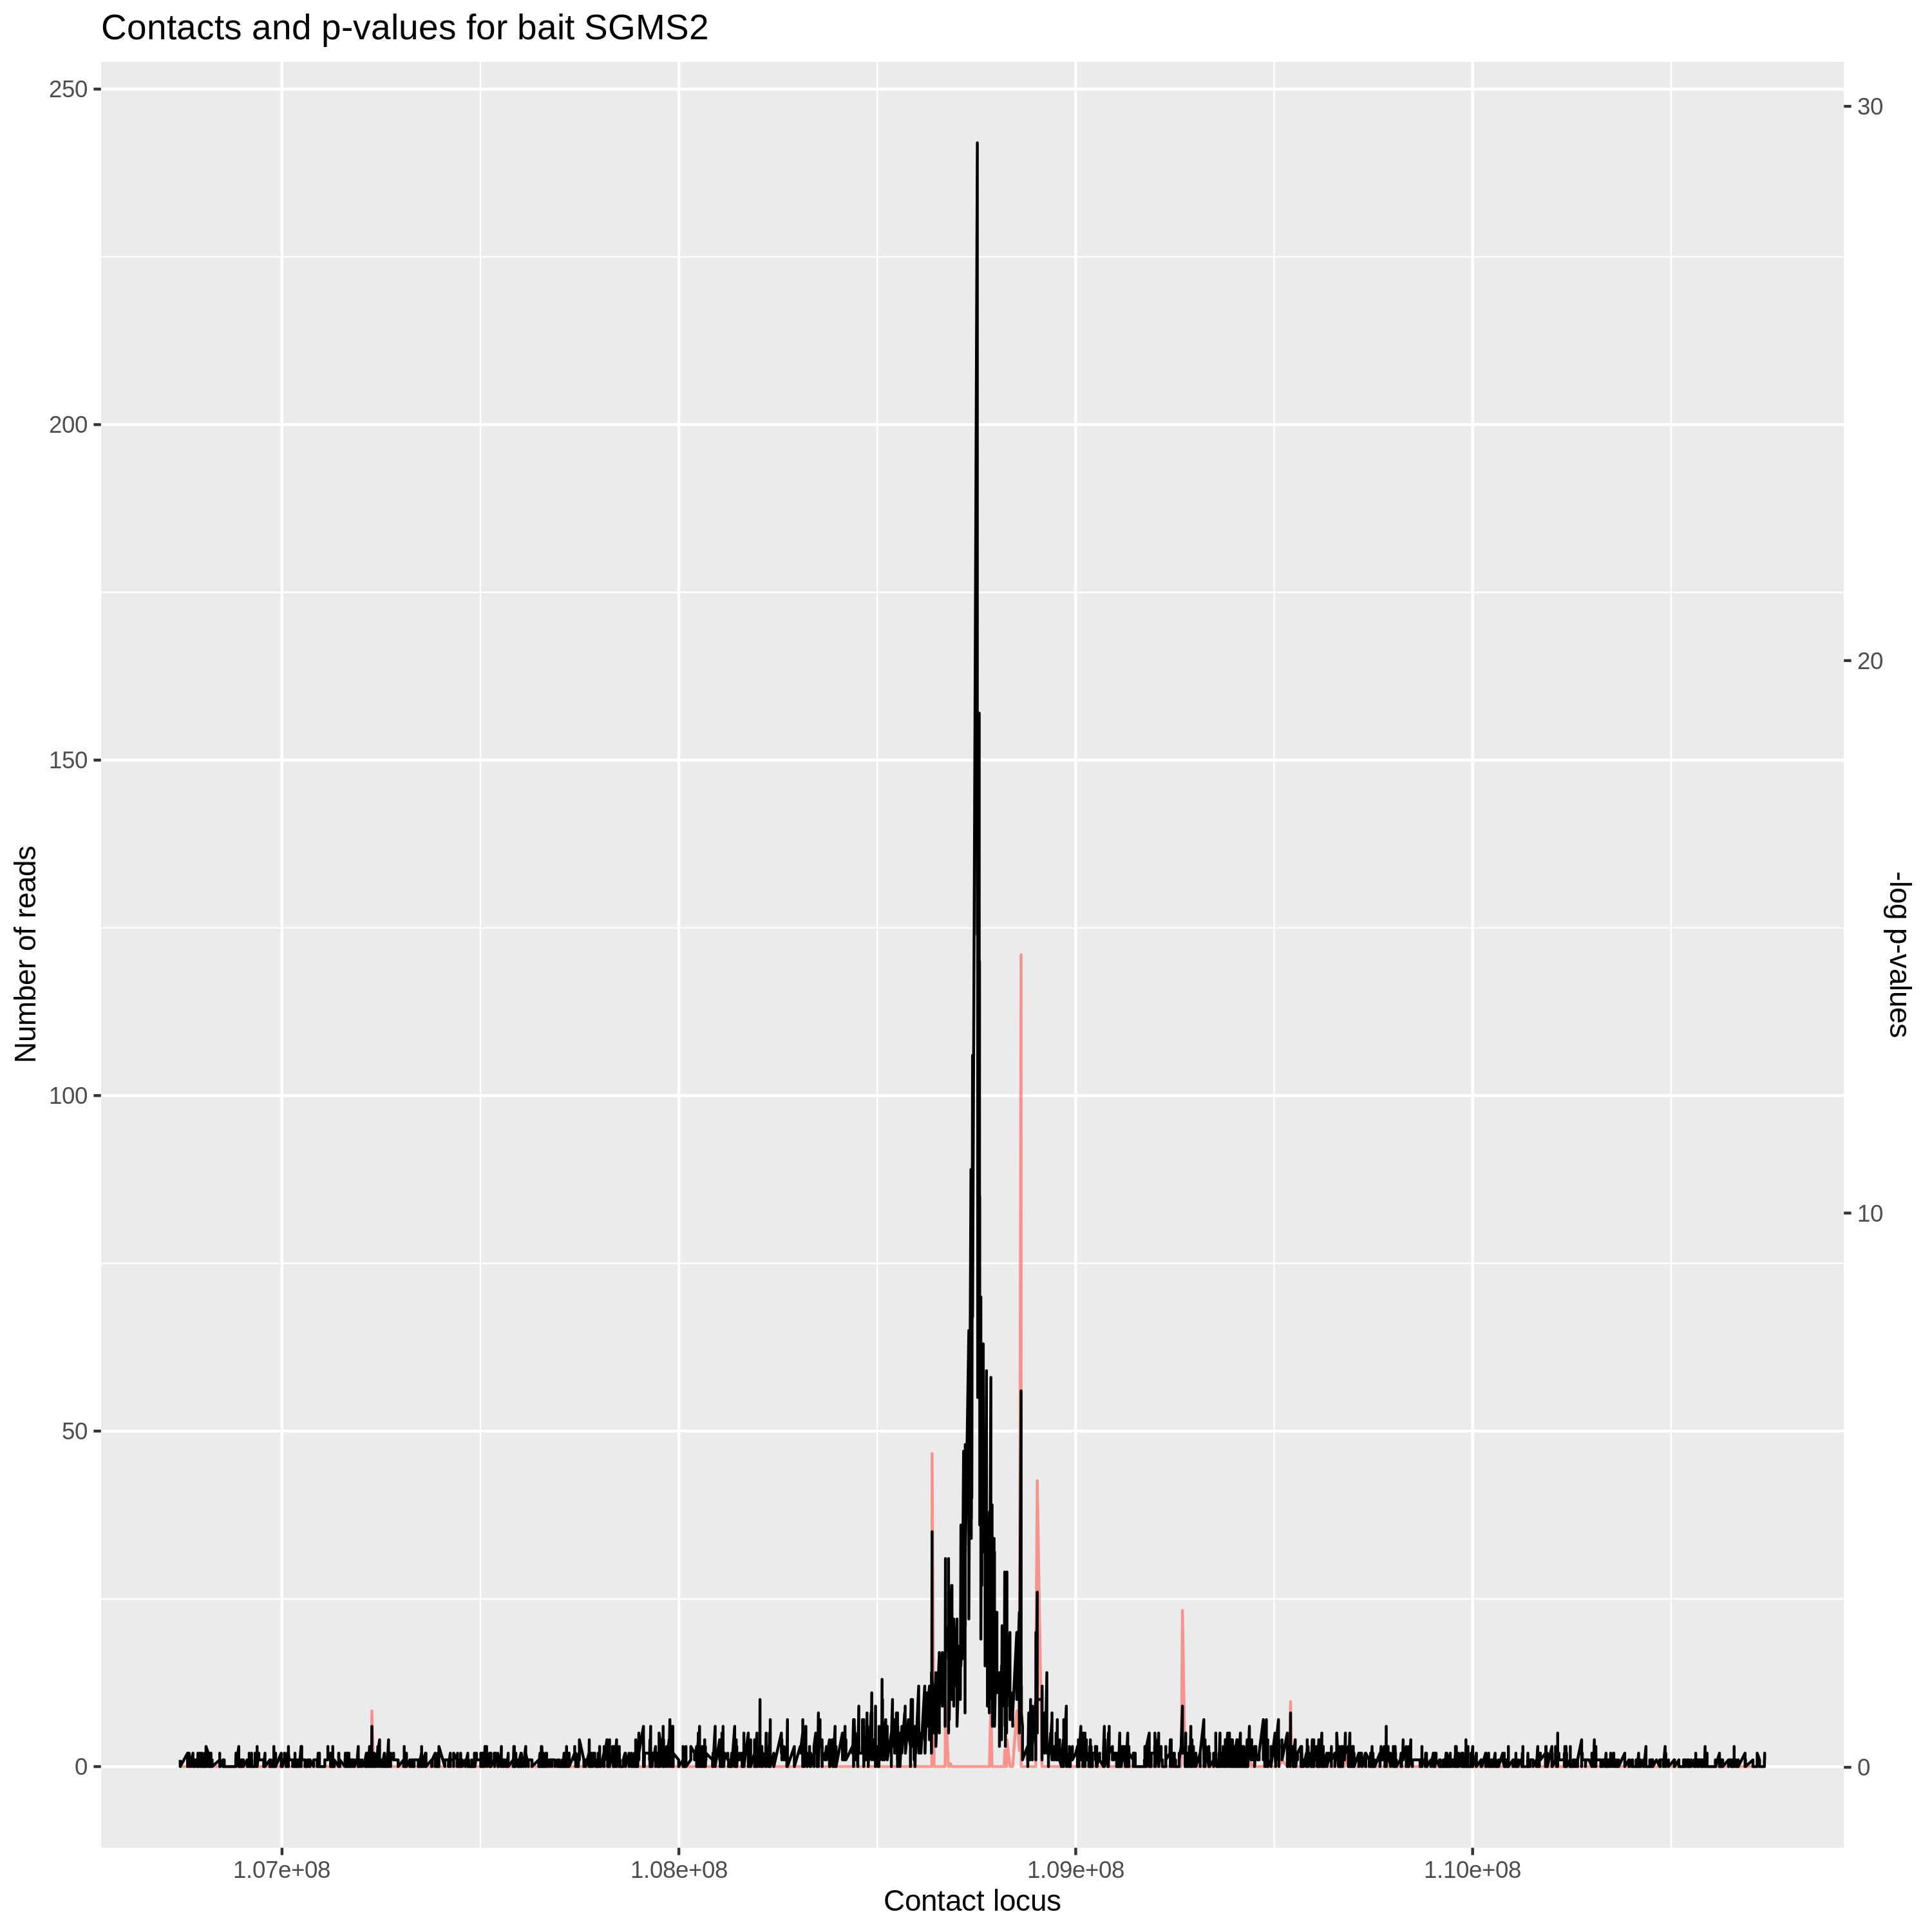 Contacts and p-values for bait SGMS2
250
200
150
100
50
0
Number of reads
30
20
10
0
-log p-values
1.07e+08
1.08e+08
1.09e+08
1.10e+08
Contact locus